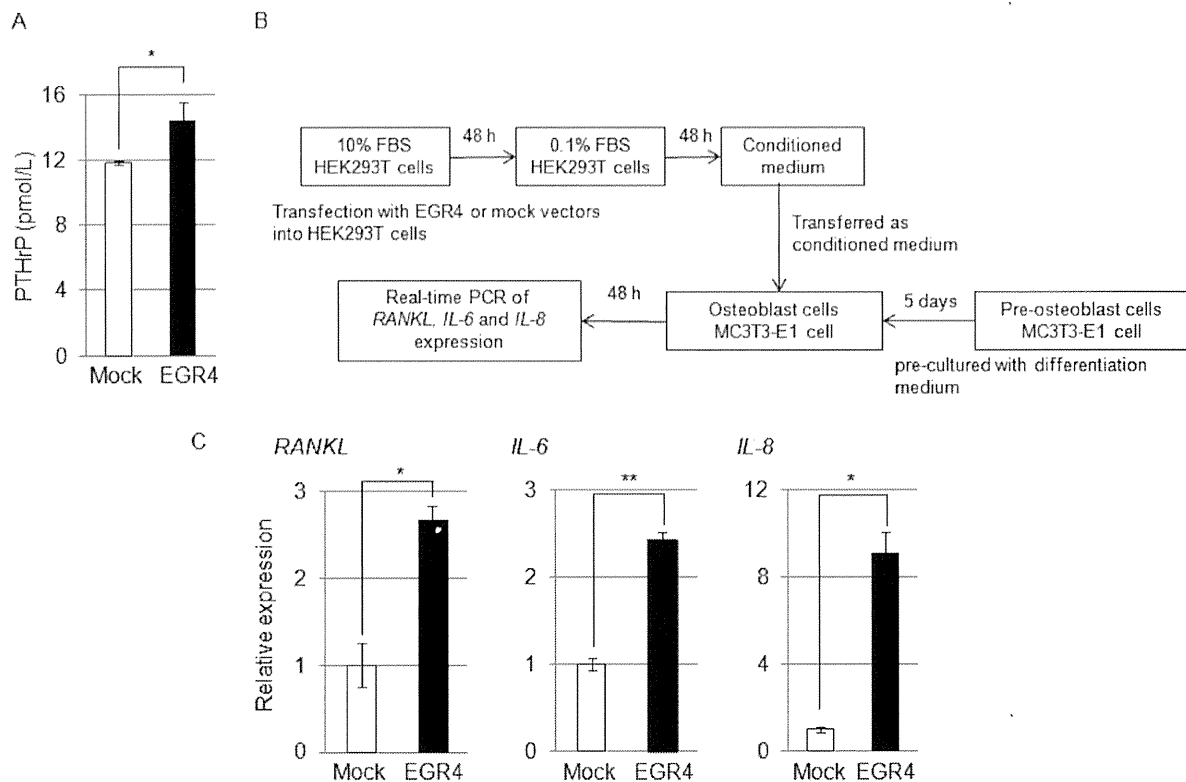 A
*
PTHrP (pmol/L)
16
12
8
4
0
Mock EGR4
B
10% FBS
HEK293T cells
48 h
0.1% FBS
HEK293T cells
48 h
Conditioned
medium
Transfection with EGR4 or mock vectors
into HEK293T cells
Transferred as
conditioned medium
Real-time PCR of
RANKL, IL-6 and IL-8
expression
48 h
Osteoblast cells
MC3T3-E1 cell
5 days
Pre-osteoblast cells
MC3T3-E1 cell
pre-cultured with differentiation
medium
C
RANKL
*
Relative expression
3
2
1
0
Mock EGR4
IL-6
**
3
2
1
0
Mock EGR4
IL-8
*
12
8
4
0
Mock EGR4